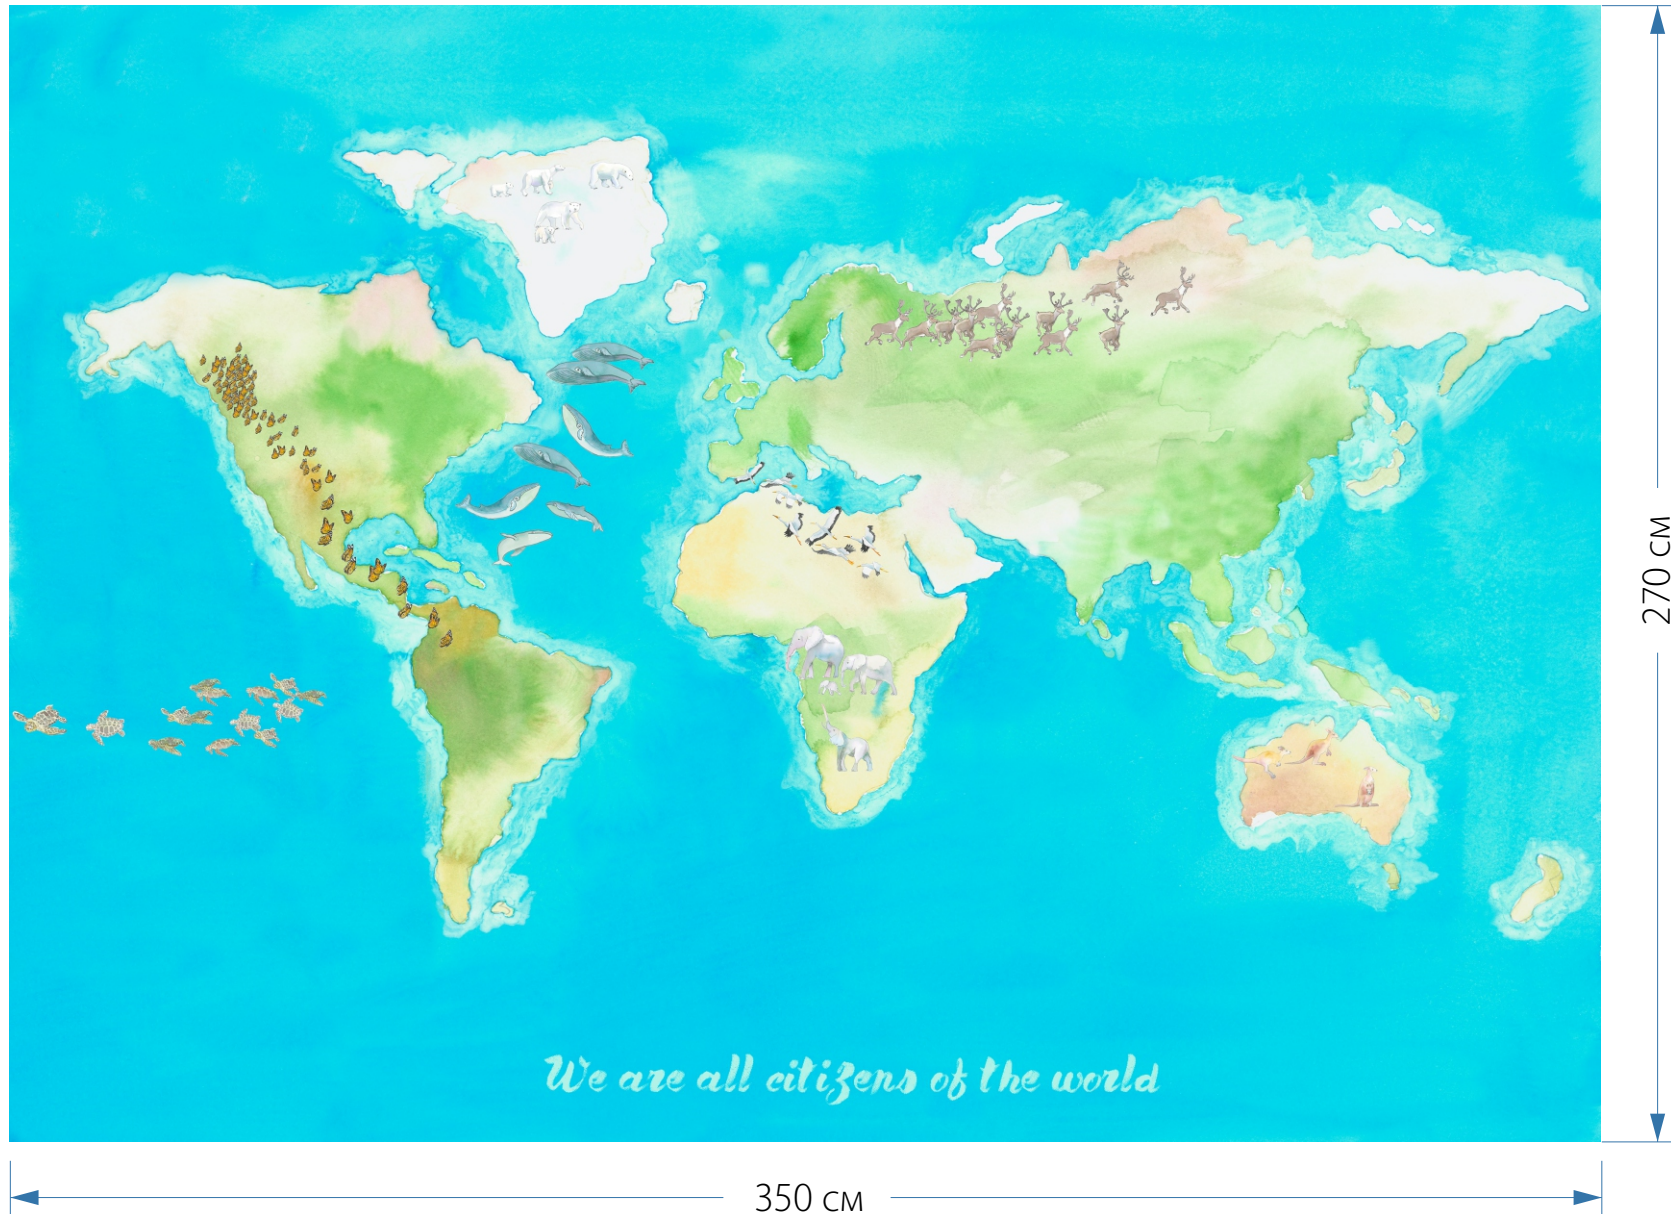 We are all citizens of the world
270 см
350 см